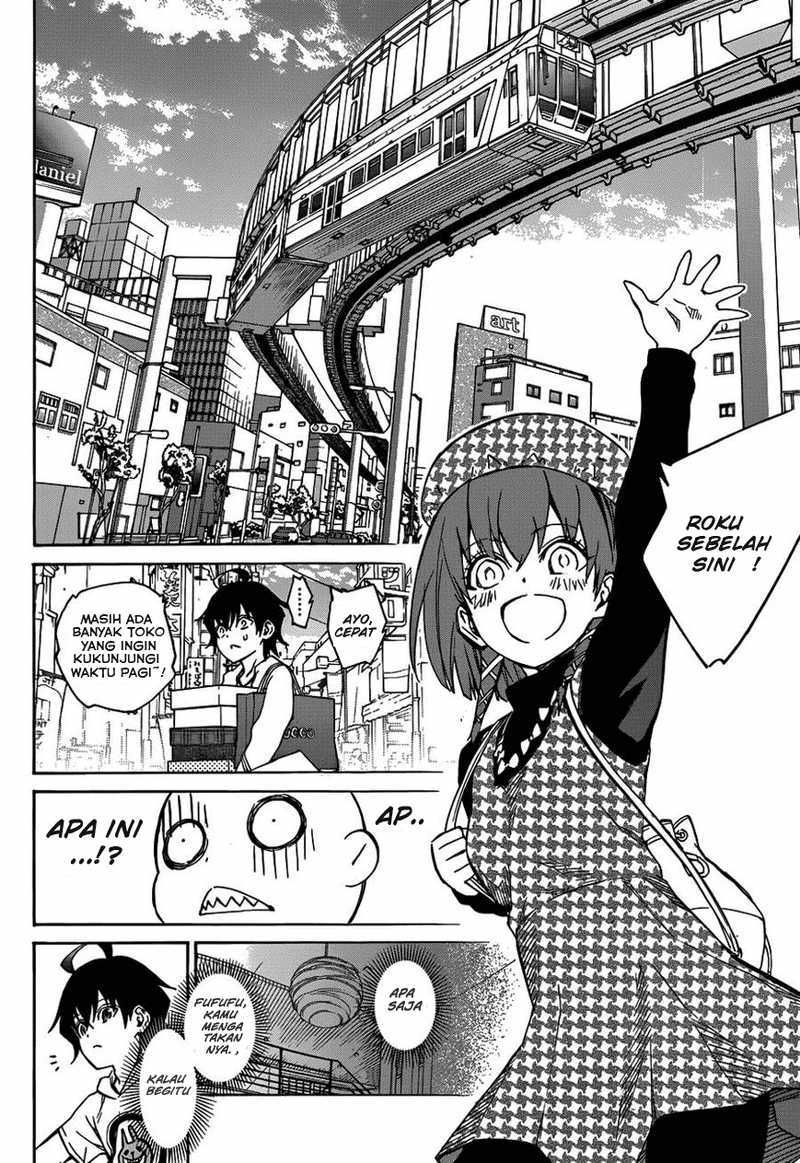 daniel
art
ROKU
SEBELAH
SINI !
AYO,
CEPAT
......
MASIH ADA
BANYAK TOKO
YANG INGIN
KUKUNJUNGI
WAKTU PAGI~!
AP..
APA INI
...!?
APA
SAJA
FUFUFU,
KAMU
MENGA
TAKAN
NYA. ,
KALAU
BEGITU